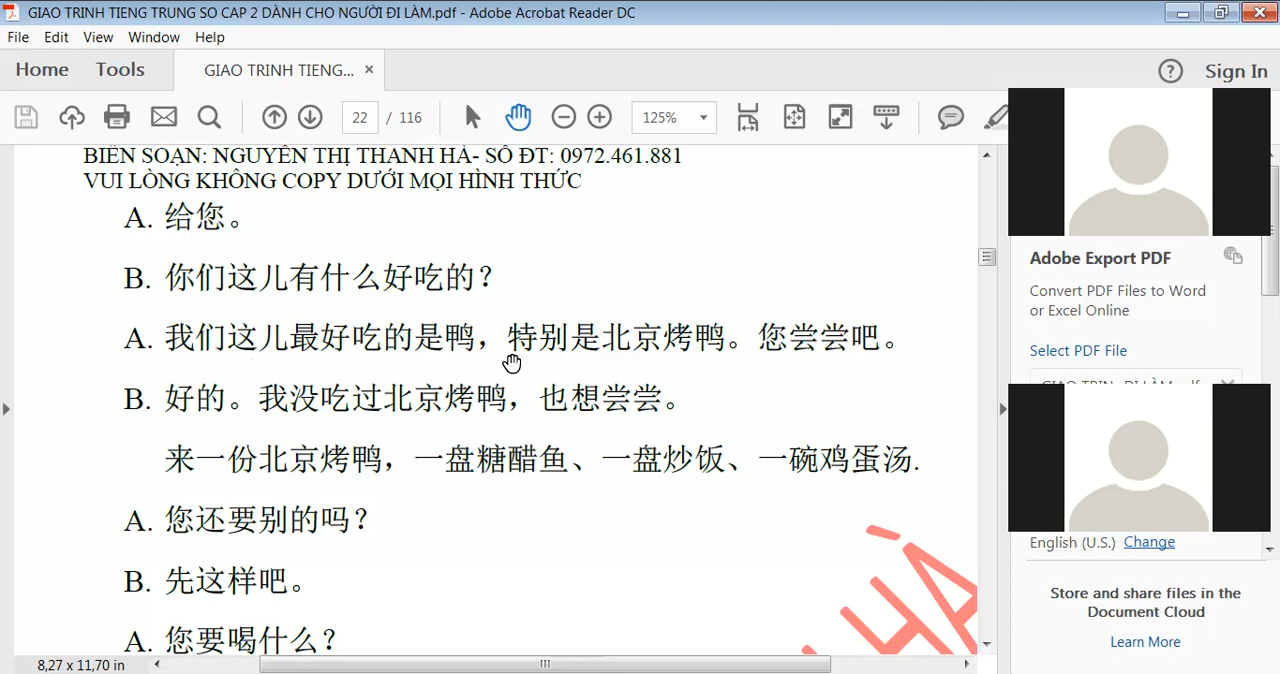 GIAO TRINH TIENG TRUNG SO CAP 2 DÀNH CHO NGƯỜI ĐI LÀM.pdf - Adobe Acrobat Reader DC
File Edit View Window Help
Home Tools GIAO TRINH TIENG... × Sign In
22 / 116 125%
BIÊN SOẠN: NGUYỄN THỊ THANH HÀ- SỐ ĐT: 0972.461.881
VUI LÒNG KHÔNG COPY DƯỚI MỌI HÌNH THỨC
A. 给您。
B. 你们这儿有什么好吃的？
A. 我们这儿最好吃的是鸭，特别是北京烤鸭。您尝尝吧。
B. 好的。我没吃过北京烤鸭，也想尝尝。
来一份北京烤鸭，一盘糖醋鱼、一盘炒饭、一碗鸡蛋汤.
A. 您还要别的吗？
B. 先这样吧。
A. 您要喝什么？
HÀ
8,27 x 11,70 in
Adobe Export PDF
Convert PDF Files to Word
or Excel Online
Select PDF File
English (U.S.) Change
Store and share files in the
Document Cloud
Learn More